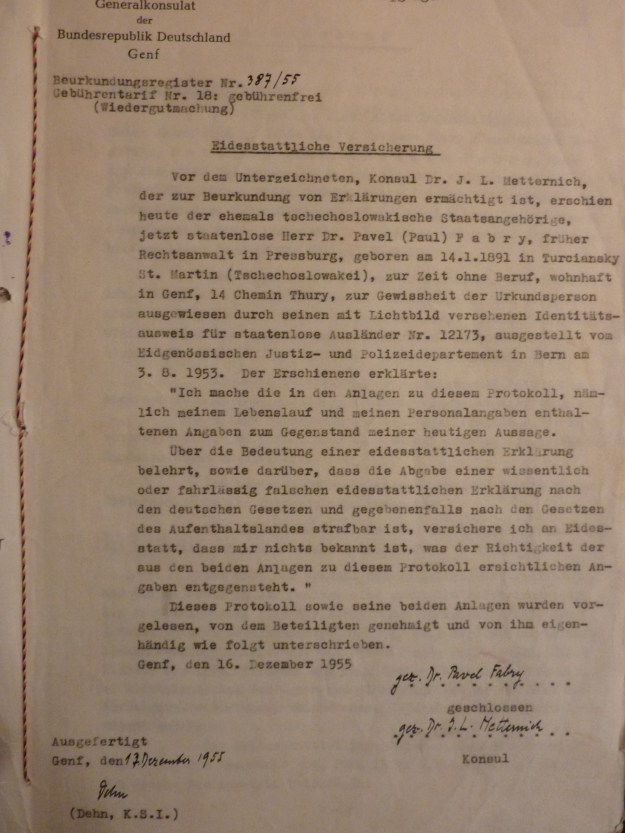 Generalkonsulat
der
Bundesrepublik Deutschland
Genf
Beurkundungsregister Nr. 387/55
Gebührentarif Nr. 18: gebührenfrei
(Wiedergutmachung)
Eidesstattliche Versicherung
Vor dem Unterzeichneten, Konsul Dr. J. L. Metternich,
der zur Beurkundung von Erklärungen ermächtigt ist, erschien
heute der ehemals tschechoslowakische Staatsangehörige,
jetzt staatenlose Herr Dr. Pavel (Paul) F a b r y, früher
Rechtsanwalt in Pressburg, geboren am 14.1.1891 in Turciansky
St. Martin (Tschechoslowakei), zur Zeit ohne Beruf, wohnhaft
in Genf, 14 Chemin Thury, zur Gewissheit der Urkundsperson
ausgewiesen durch seinen mit Lichtbild versehenen Identitäts-
ausweis für staatenlose Ausländer Nr. 12173, ausgestellt vom
Eidgenössischen Justiz- und Polizeidepartement in Bern am
3. 8. 1953. Der Erschienene erklärte:
"Ich mache die in den Anlagen zu diesem Protokoll, näm-
lich meinem Lebenslauf und meinen Personalangaben enthal-
tenen Angaben zum Gegenstand meiner heutigen Aussage.
Über die Bedeutung einer eidesstattlichen Erklärung
belehrt, sowie darüber, dass die Abgabe einer wissentlich
oder fahrlässig falschen eidesstattlichen Erklärung nach
den deutschen Gesetzen und gegebenenfalls nach den Gesetzen
des Aufenthaltslandes strafbar ist, versichere ich an Eides-
statt, dass mir nichts bekannt ist, was der Richtigkeit der
aus den beiden Anlagen zu diesem Protokoll ersichtlichen An-
gaben entgegensteht. "
Dieses Protokoll sowie seine beiden Anlagen wurden vor-
gelesen, von dem Beteiligten genehmigt und von ihm eigen-
händig wie folgt unterschrieben.
Genf, den 16. Dezember 1955
gez. Dr. Pavel Fabry
geschlossen
gez. Dr. J. L. Metternich
Konsul
Ausgefertigt
Genf, den 17. Dezember 1955
Dehn
(Dehn, K.S.I.)